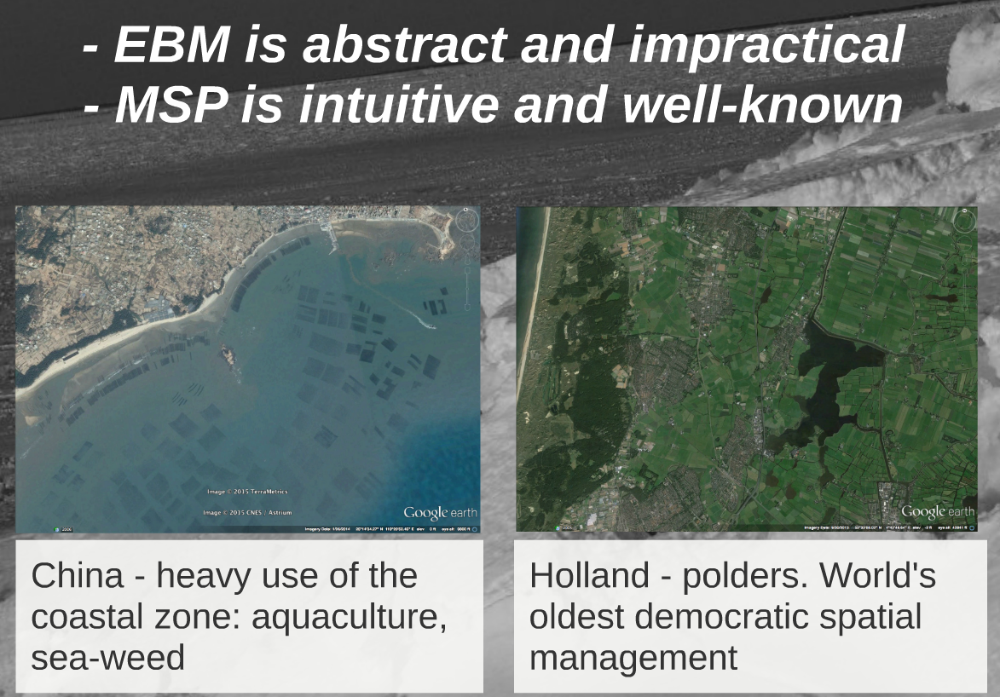 - EBM is abstract and impractical
- MSP is intuitive and well-known
Image © 2015 TerraMetrics
Image © 2015 CNES / Astrium
Google earth
2006
Google earth
China - heavy use of the
coastal zone: aquaculture,
sea-weed
Holland - polders. World's
oldest democratic spatial
management